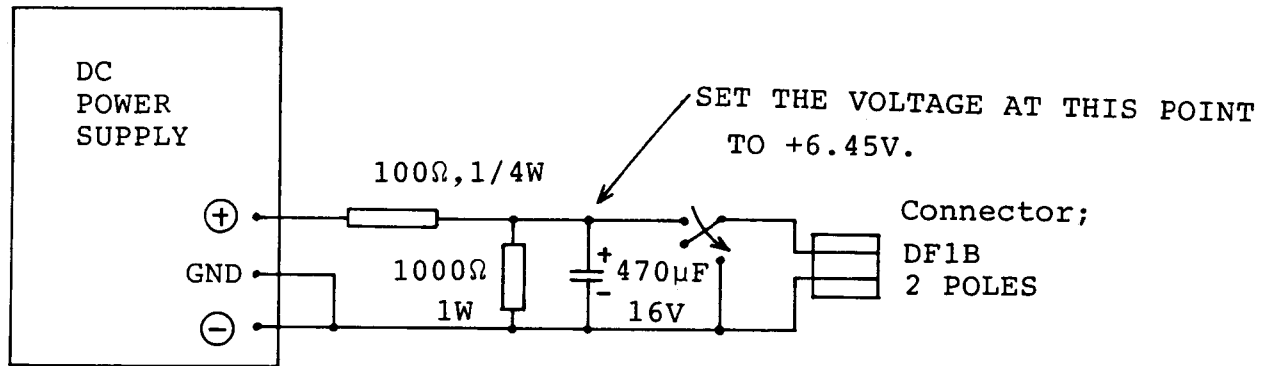 DC
POWER
SUPPLY
SET THE VOLTAGE AT THIS POINT
TO +6.45V.
100Ω,1/4W
+
GND
−
1000Ω
1W
+
−
470µF
16V
Connector;
DF1B
2 POLES